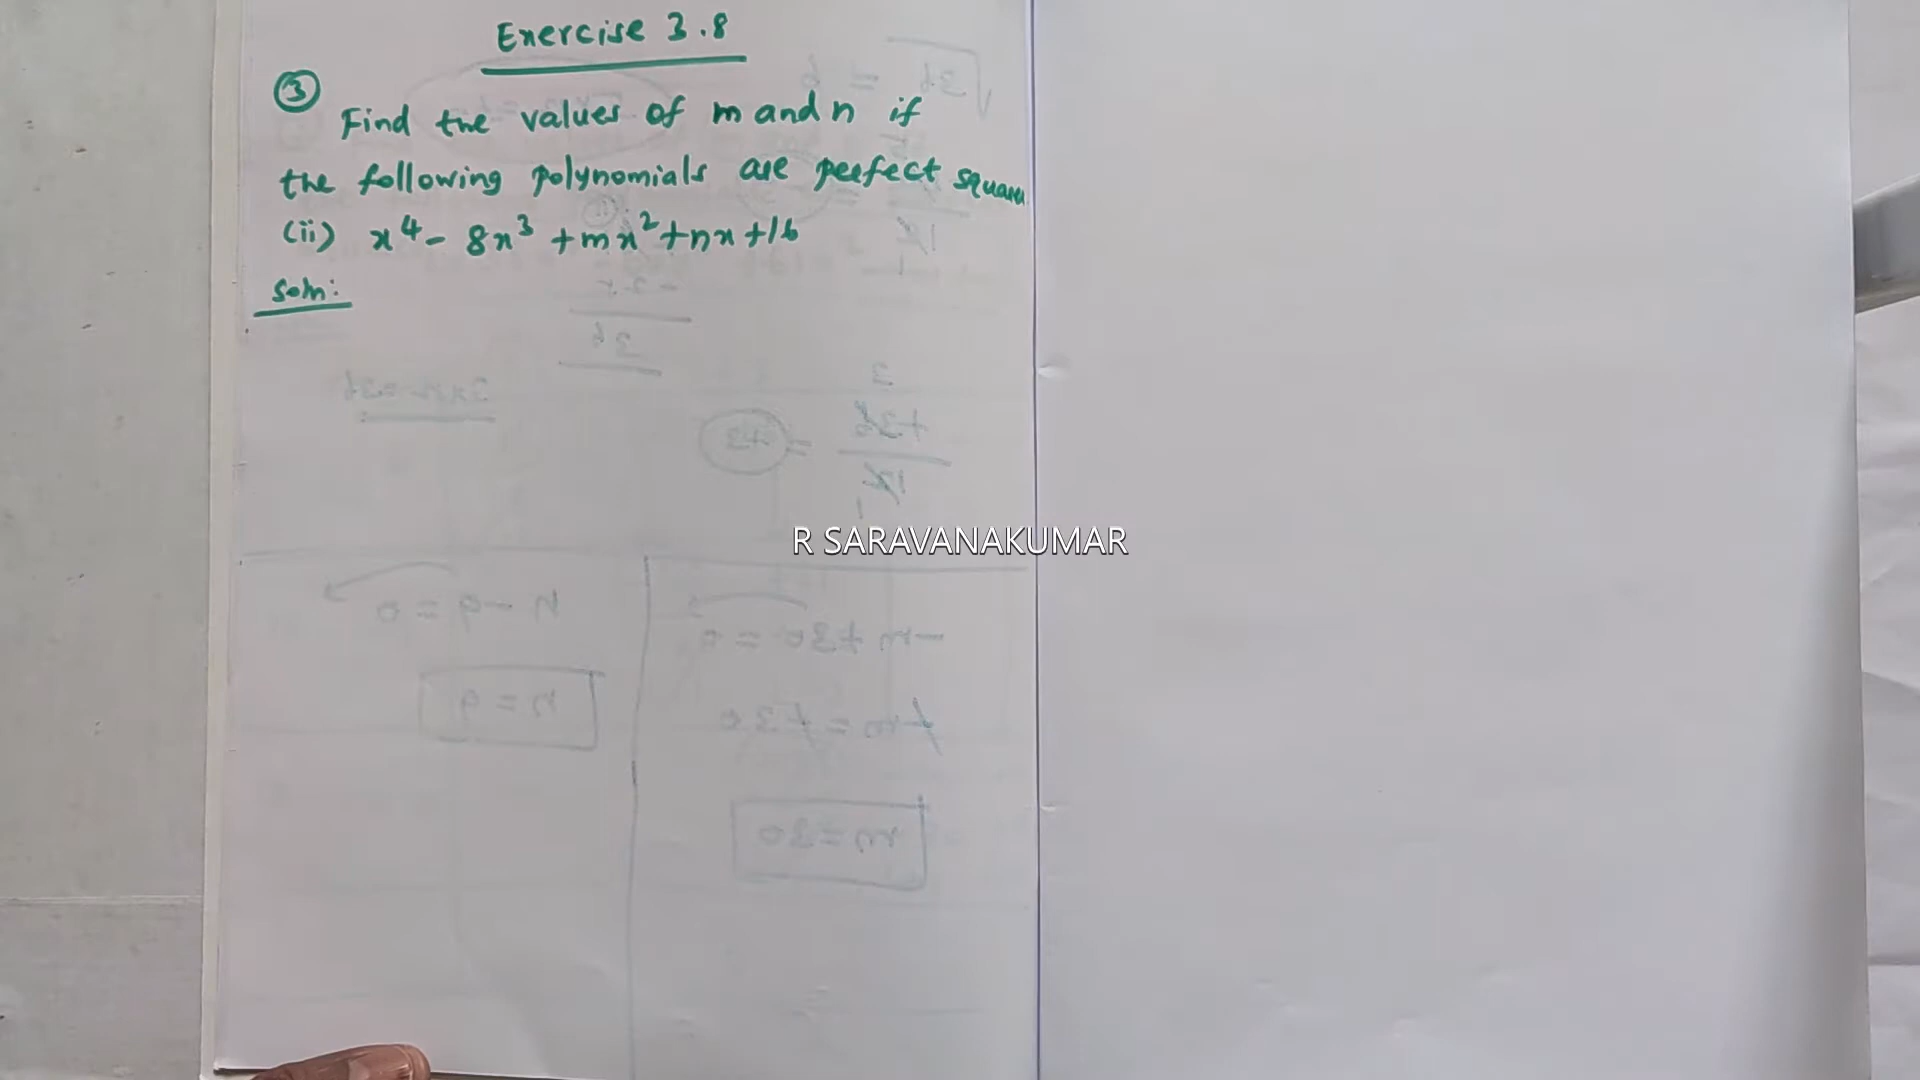 Exercise 3.8
③
Find the values of m and n if
the following polynomials are perfect square
(ii) x⁴ - 8x³ + mx² + nx + 16
Soln:
R SARAVANAKUMAR